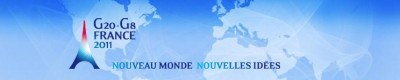 G20-G8
FRANCE
2011
NOUVEAU MONDE NOUVELLES IDÉES